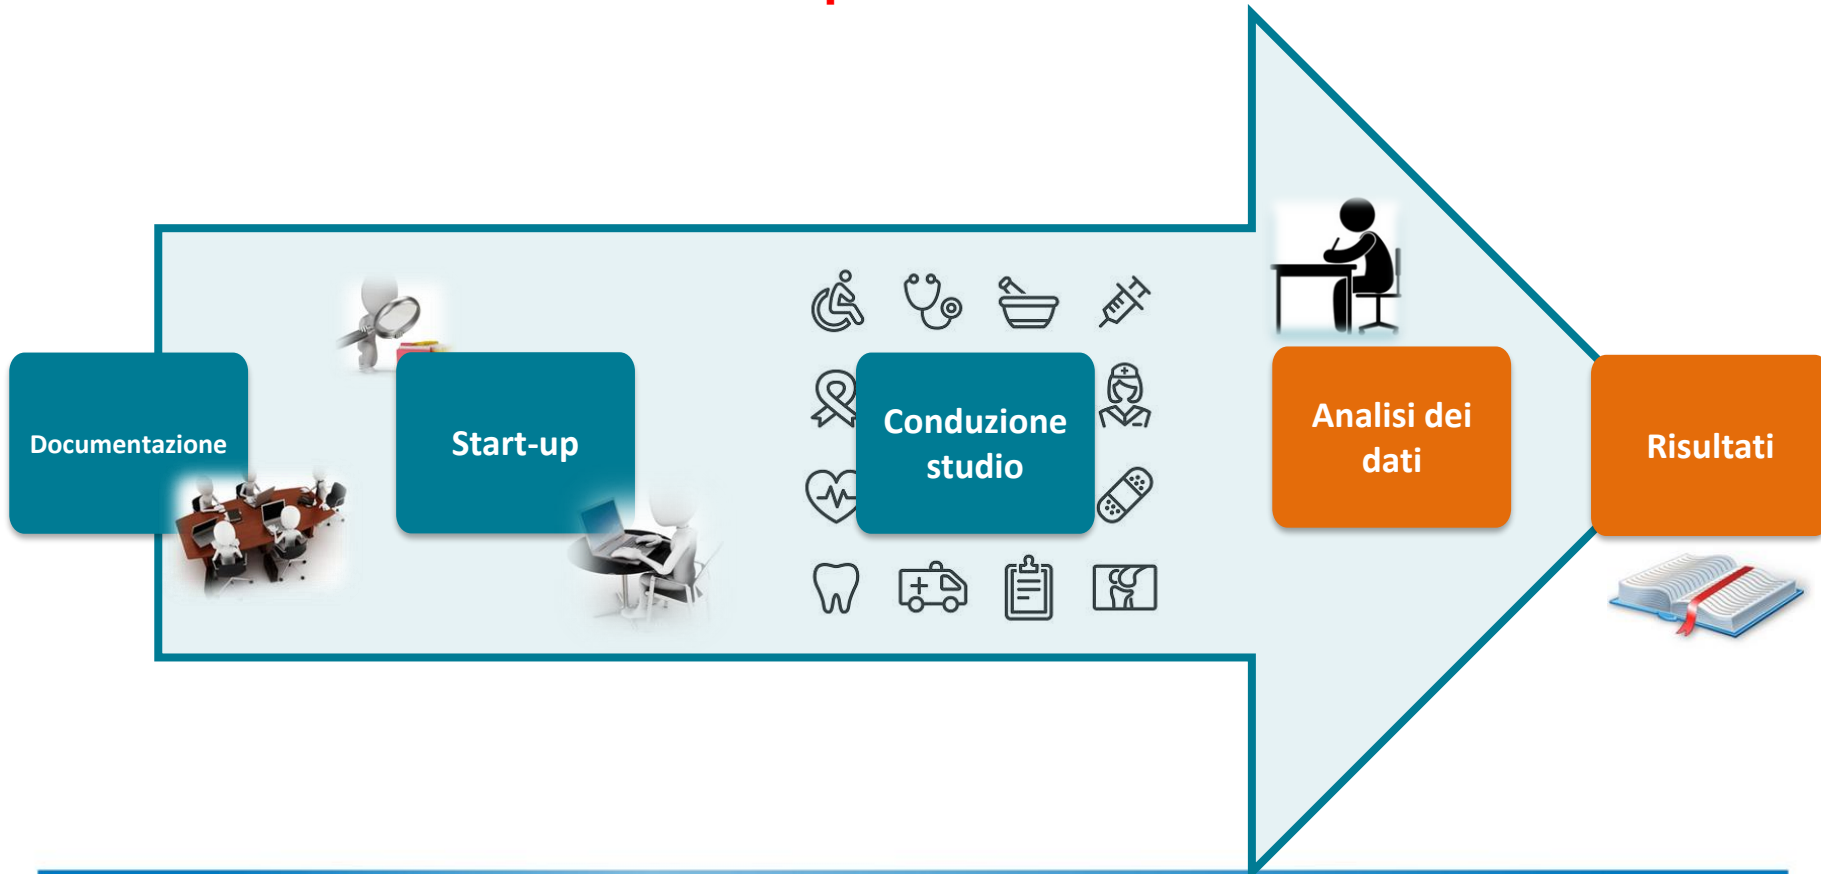 Documentazione
Start-up
Conduzione
studio
Analisi dei
dati
Risultati